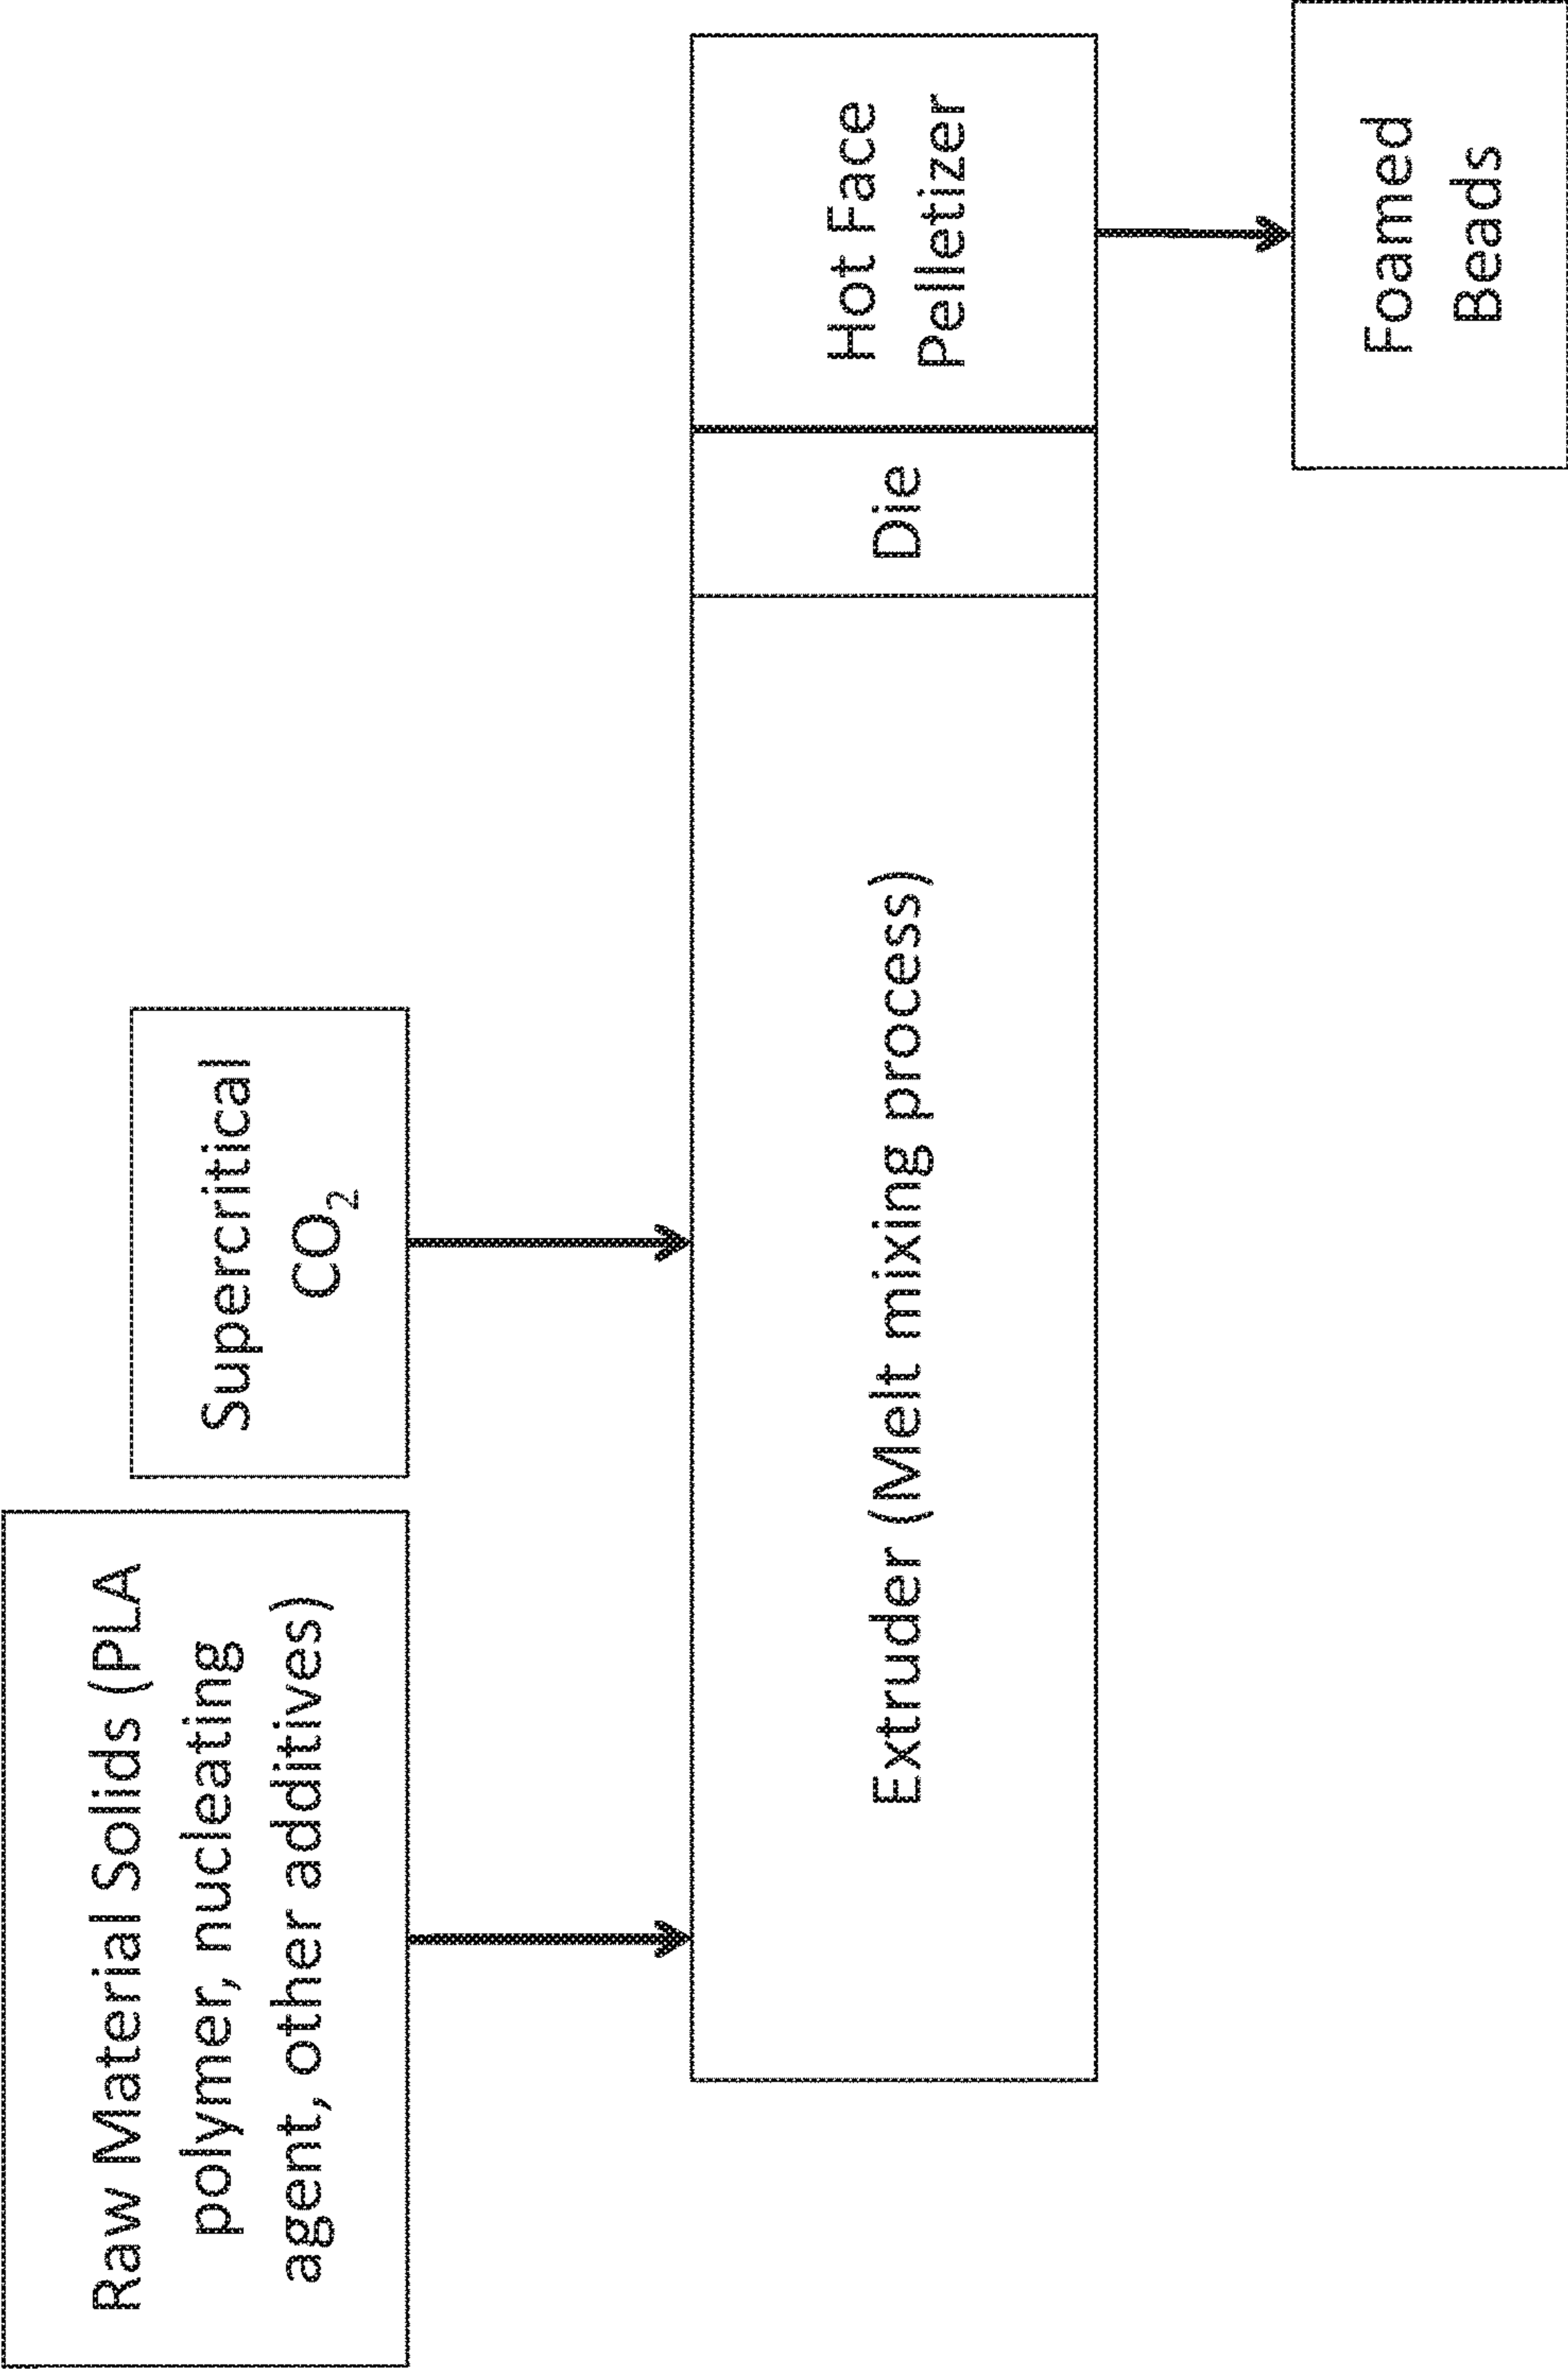 Raw Material Solids (PLA
polymer, nucleating
agent, other additives)
Supercritical
CO₂
Extruder (Melt mixing process)
Die
Hot Face
Pelletizer
Foamed
Beads